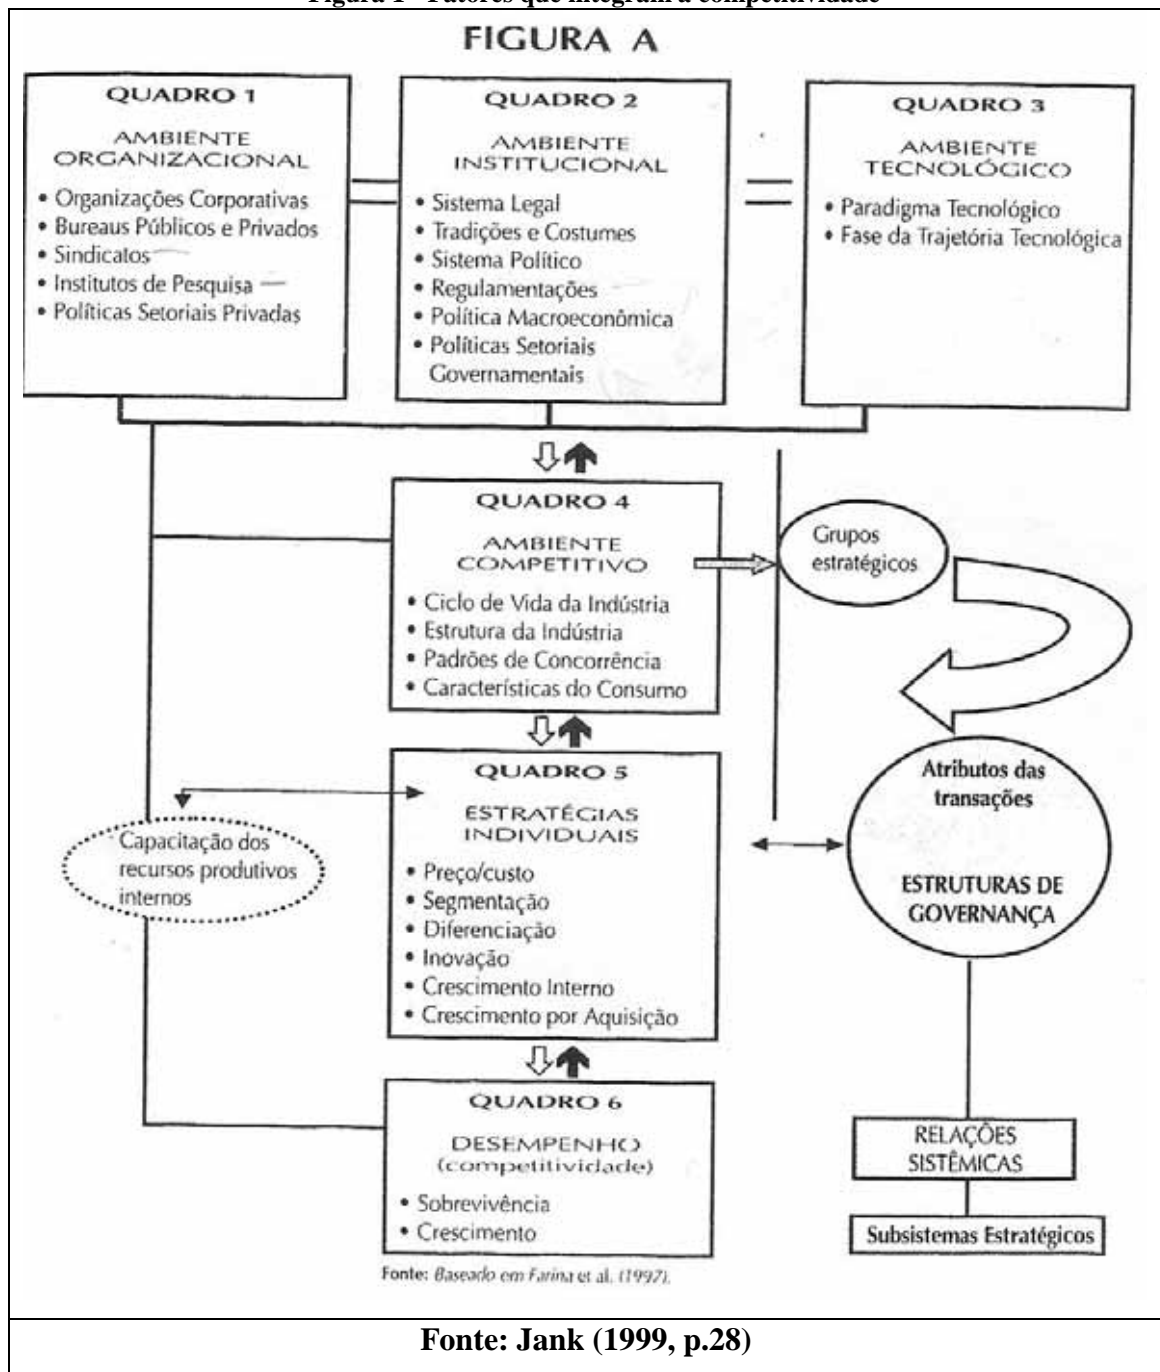 Figura 1 - Fatores que integram a competitividade
FIGURA A
QUADRO 1
AMBIENTE
ORGANIZACIONAL
• Organizações Corporativas
• Bureaus Públicos e Privados
• Sindicatos
• Institutos de Pesquisa
• Políticas Setoriais Privadas
QUADRO 2
AMBIENTE
INSTITUCIONAL
• Sistema Legal
• Tradições e Costumes
• Sistema Político
• Regulamentações
• Política Macroeconômica
• Políticas Setoriais
Governamentais
QUADRO 3
AMBIENTE
TECNOLÓGICO
• Paradigma Tecnológico
• Fase da Trajetória Tecnológica
QUADRO 4
AMBIENTE
COMPETITIVO
• Ciclo de Vida da Indústria
• Estrutura da Indústria
• Padrões de Concorrência
• Características do Consumo
Grupos
estratégicos
QUADRO 5
ESTRATÉGIAS
INDIVIDUAIS
• Preço/custo
• Segmentação
• Diferenciação
• Inovação
• Crescimento Interno
• Crescimento por Aquisição
Capacitação dos
recursos produtivos
internos
Atributos das
transações
ESTRUTURAS DE
GOVERNANÇA
QUADRO 6
DESEMPENHO
(competitividade)
• Sobrevivência
• Crescimento
RELAÇÕES
SISTÊMICAS
Subsistemas Estratégicos
Fonte: Baseado em Farina et al. (1997).
Fonte: Jank (1999, p.28)